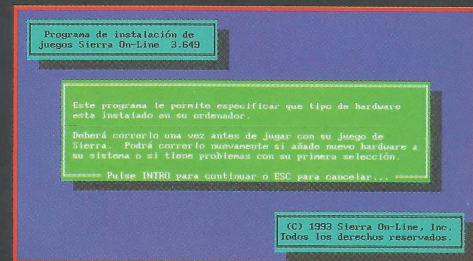 Programa de instalación de
juegos Sierra On-Line 3.649
Este programa le permite especificar que tipo de hardware
esta instalado en su ordenador.
Deberá correrlo una vez antes de jugar con su juego de
Sierra. Podrá correrlo nuevamente si añade nuevo hardware a
su sistema o si tiene problemas con su primera selección.
Pulse INTRO para continuar o ESC para cancelar...
(C) 1993 Sierra On-Line, Inc.
Todos los derechos reservados.